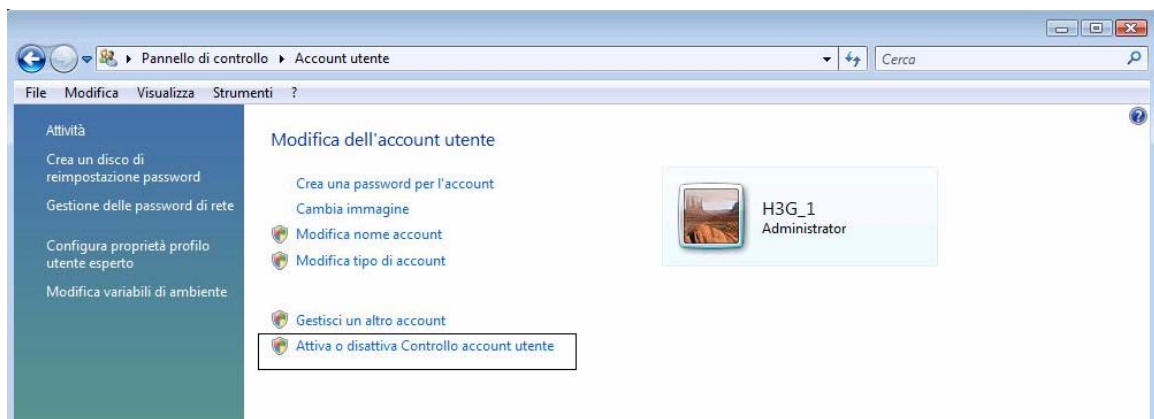 Pannello di controllo ▸ Account utente
Cerca
File Modifica Visualizza Strumenti ?
Attività
Crea un disco di
reimpostazione password
Gestione delle password di rete
Configura proprietà profilo
utente esperto
Modifica variabili di ambiente
Modifica dell'account utente
Crea una password per l'account
Cambia immagine
Modifica nome account
Modifica tipo di account
Gestisci un altro account
Attiva o disattiva Controllo account utente
H3G_1
Administrator